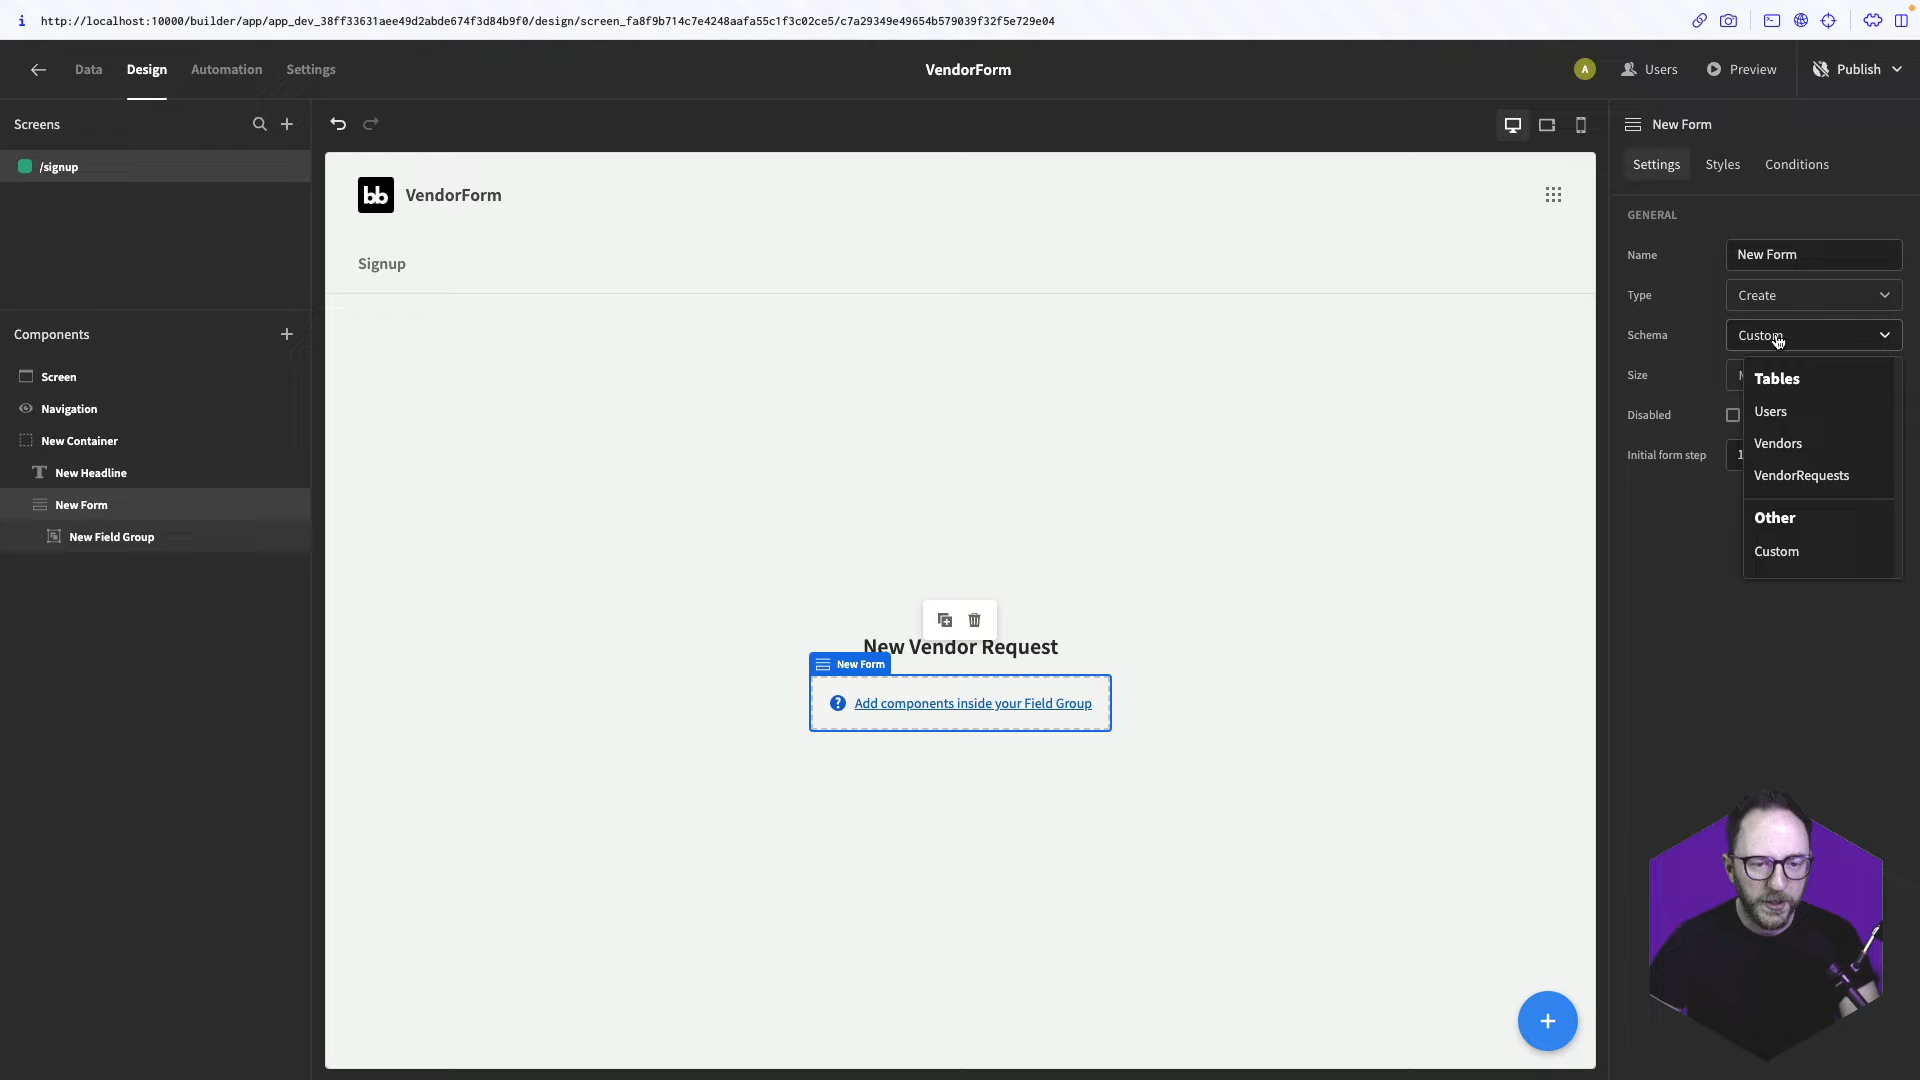 i http://localhost:10000/builder/app/app_dev_38ff33631aee49d2abde674f3d84b9f0/design/screen_fa8f9b714c7e4248aafa55c1f3c02ce5/c7a29349e49654b579039f32f5e729e04
Data Design Automation Settings
VendorForm
A Users Preview Publish
Screens
/signup
Components
Screen
Navigation
New Container
New Headline
New Form
New Field Group
bb VendorForm
Signup
New Vendor Request
New Form
? Add components inside your Field Group
+
New Form
Settings Styles Conditions
GENERAL
Name New Form
Type Create
Schema Custom
Size
Disabled
Initial form step 1
Tables
Users
Vendors
VendorRequests
Other
Custom